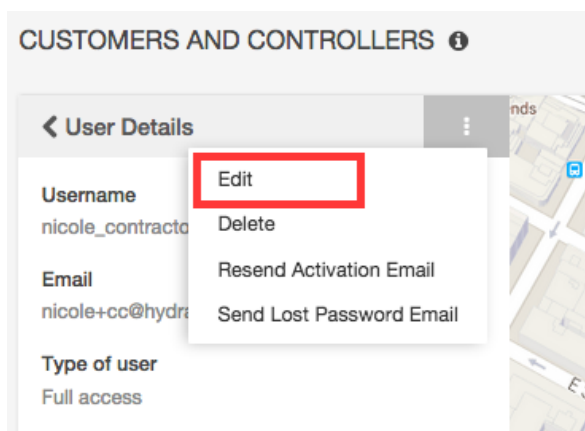 CUSTOMERS AND CONTROLLERS
User Details
Edit
Delete
Resend Activation Email
Send Lost Password Email
Username
nicole_contracto
Email
nicole+cc@hydra
Type of user
Full access
nds
E